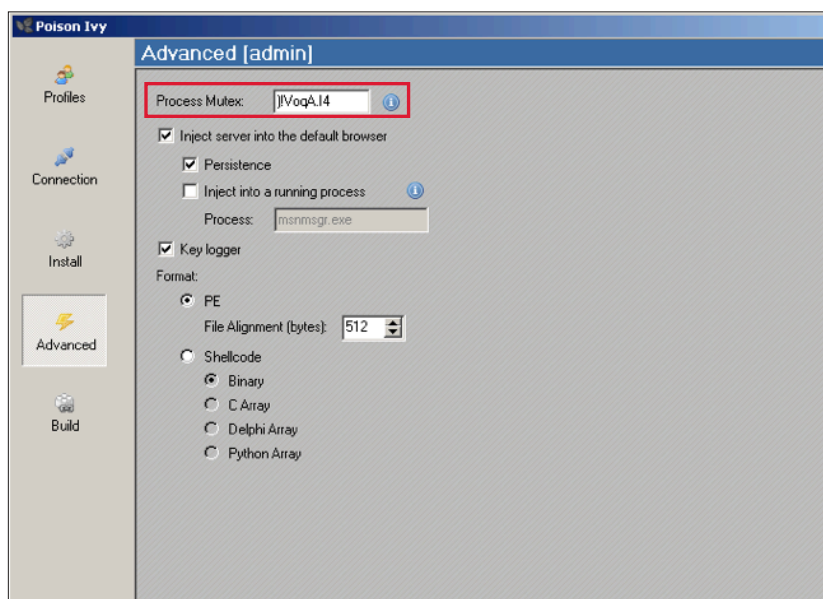 Poison Ivy
Advanced [admin]
Profiles
Connection
Install
Advanced
Build
Process Mutex: )!VoqA.I4
Inject server into the default browser
Persistence
Inject into a running process
Process: msnmsgr.exe
Key logger
Format:
PE
File Alignment (bytes): 512
Shellcode
Binary
C Array
Delphi Array
Python Array